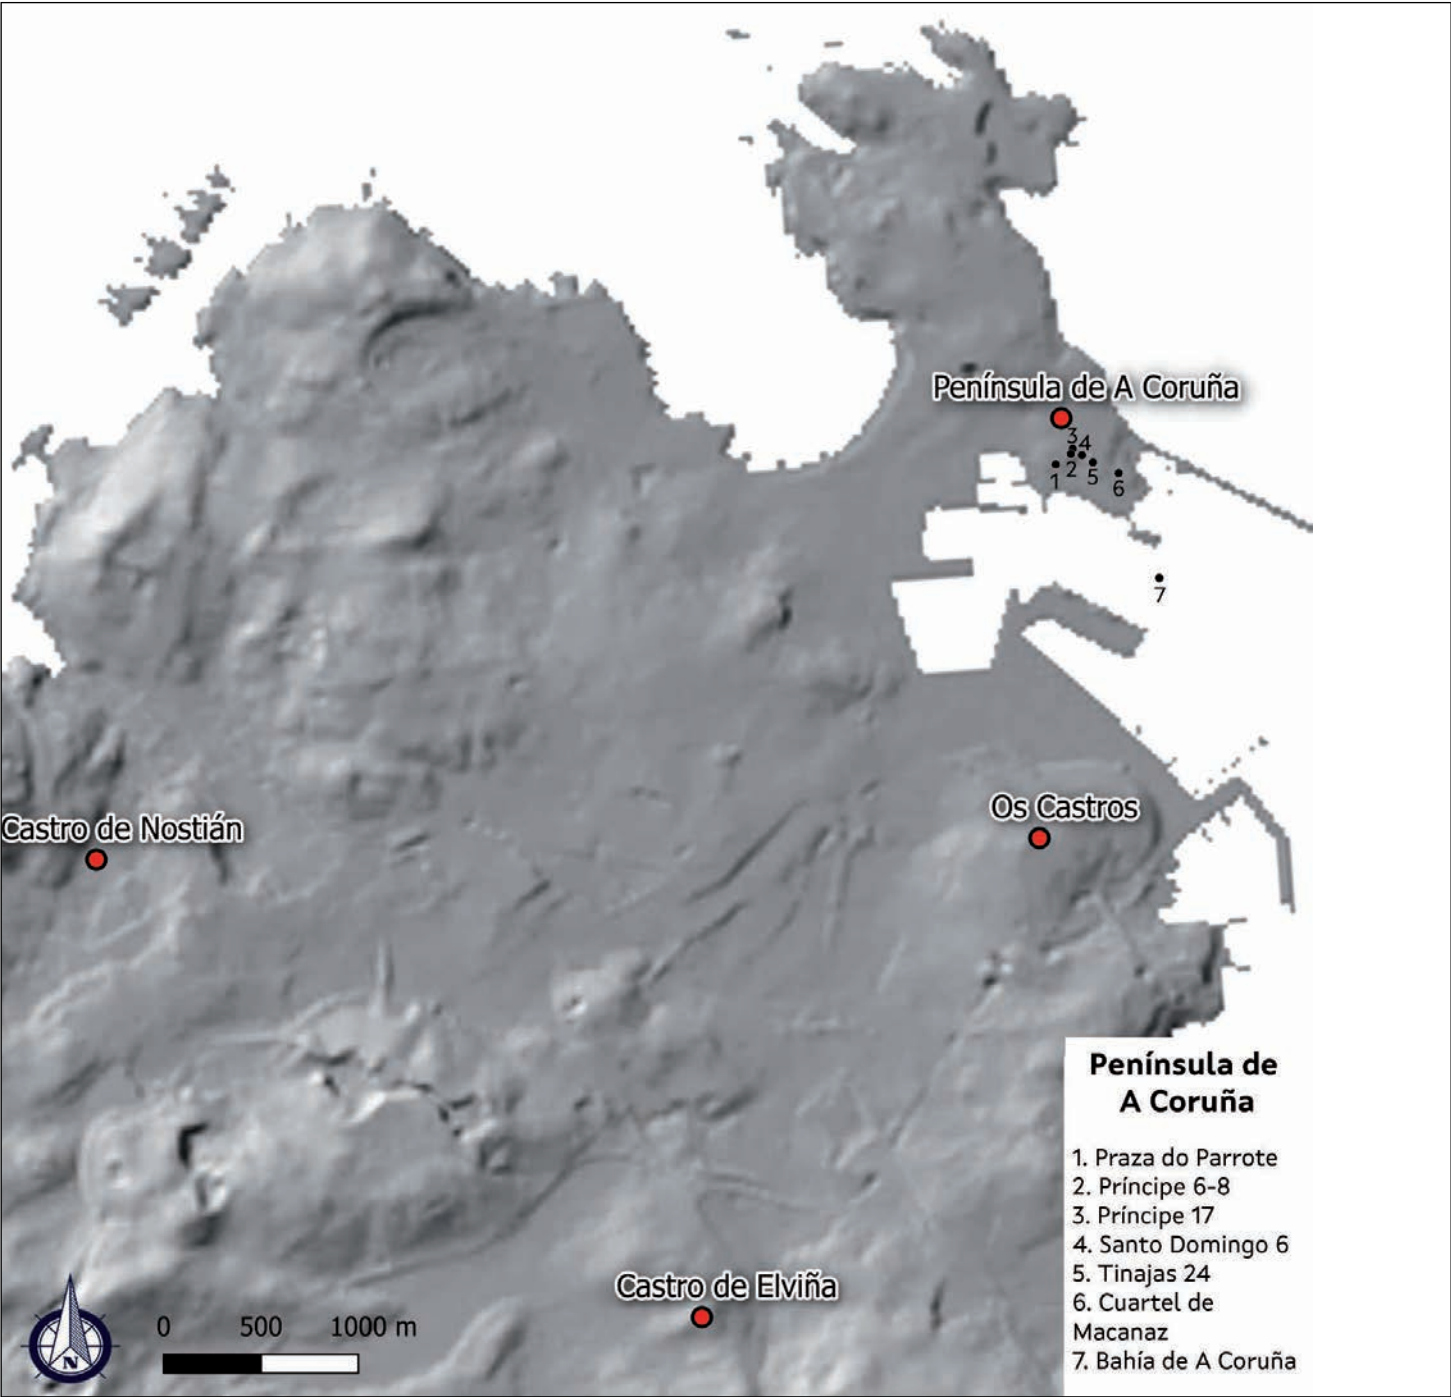 Península de A Coruña
3
4
2
1
5
6
7
Castro de Nostián
Os Castros
Castro de Elviña
0 500 1000 m
N
Península de
A Coruña
1. Praza do Parrote
2. Príncipe 6-8
3. Príncipe 17
4. Santo Domingo 6
5. Tinajas 24
6. Cuartel de
Macanaz
7. Bahía de A Coruña